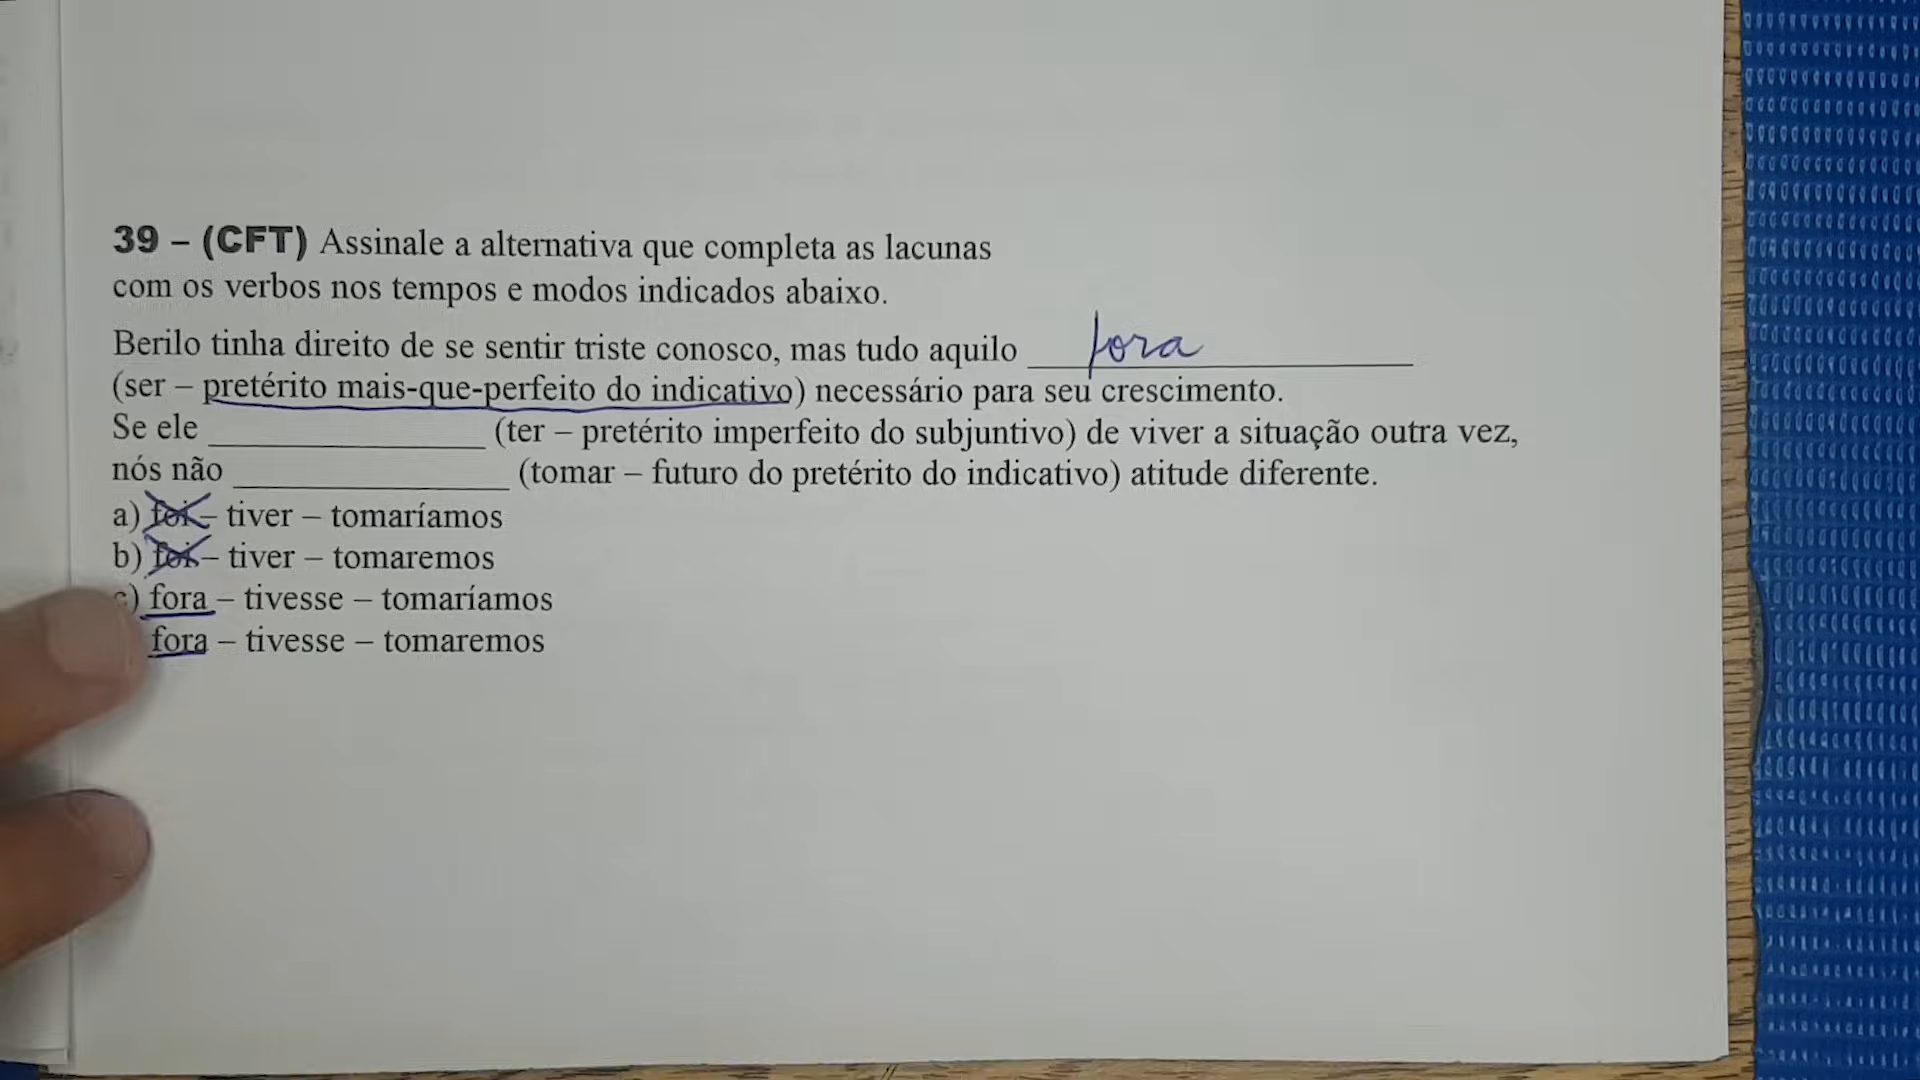 39 – (CFT) Assinale a alternativa que completa as lacunas
com os verbos nos tempos e modos indicados abaixo.
Berilo tinha direito de se sentir triste conosco, mas tudo aquilo fora
(ser – pretérito mais-que-perfeito do indicativo) necessário para seu crescimento.
Se ele ____________ (ter – pretérito imperfeito do subjuntivo) de viver a situação outra vez,
nós não ____________ (tomar – futuro do pretérito do indicativo) atitude diferente.
a) foi – tiver – tomaríamos
b) foi – tiver – tomaremos
c) fora – tivesse – tomaríamos
fora – tivesse – tomaremos